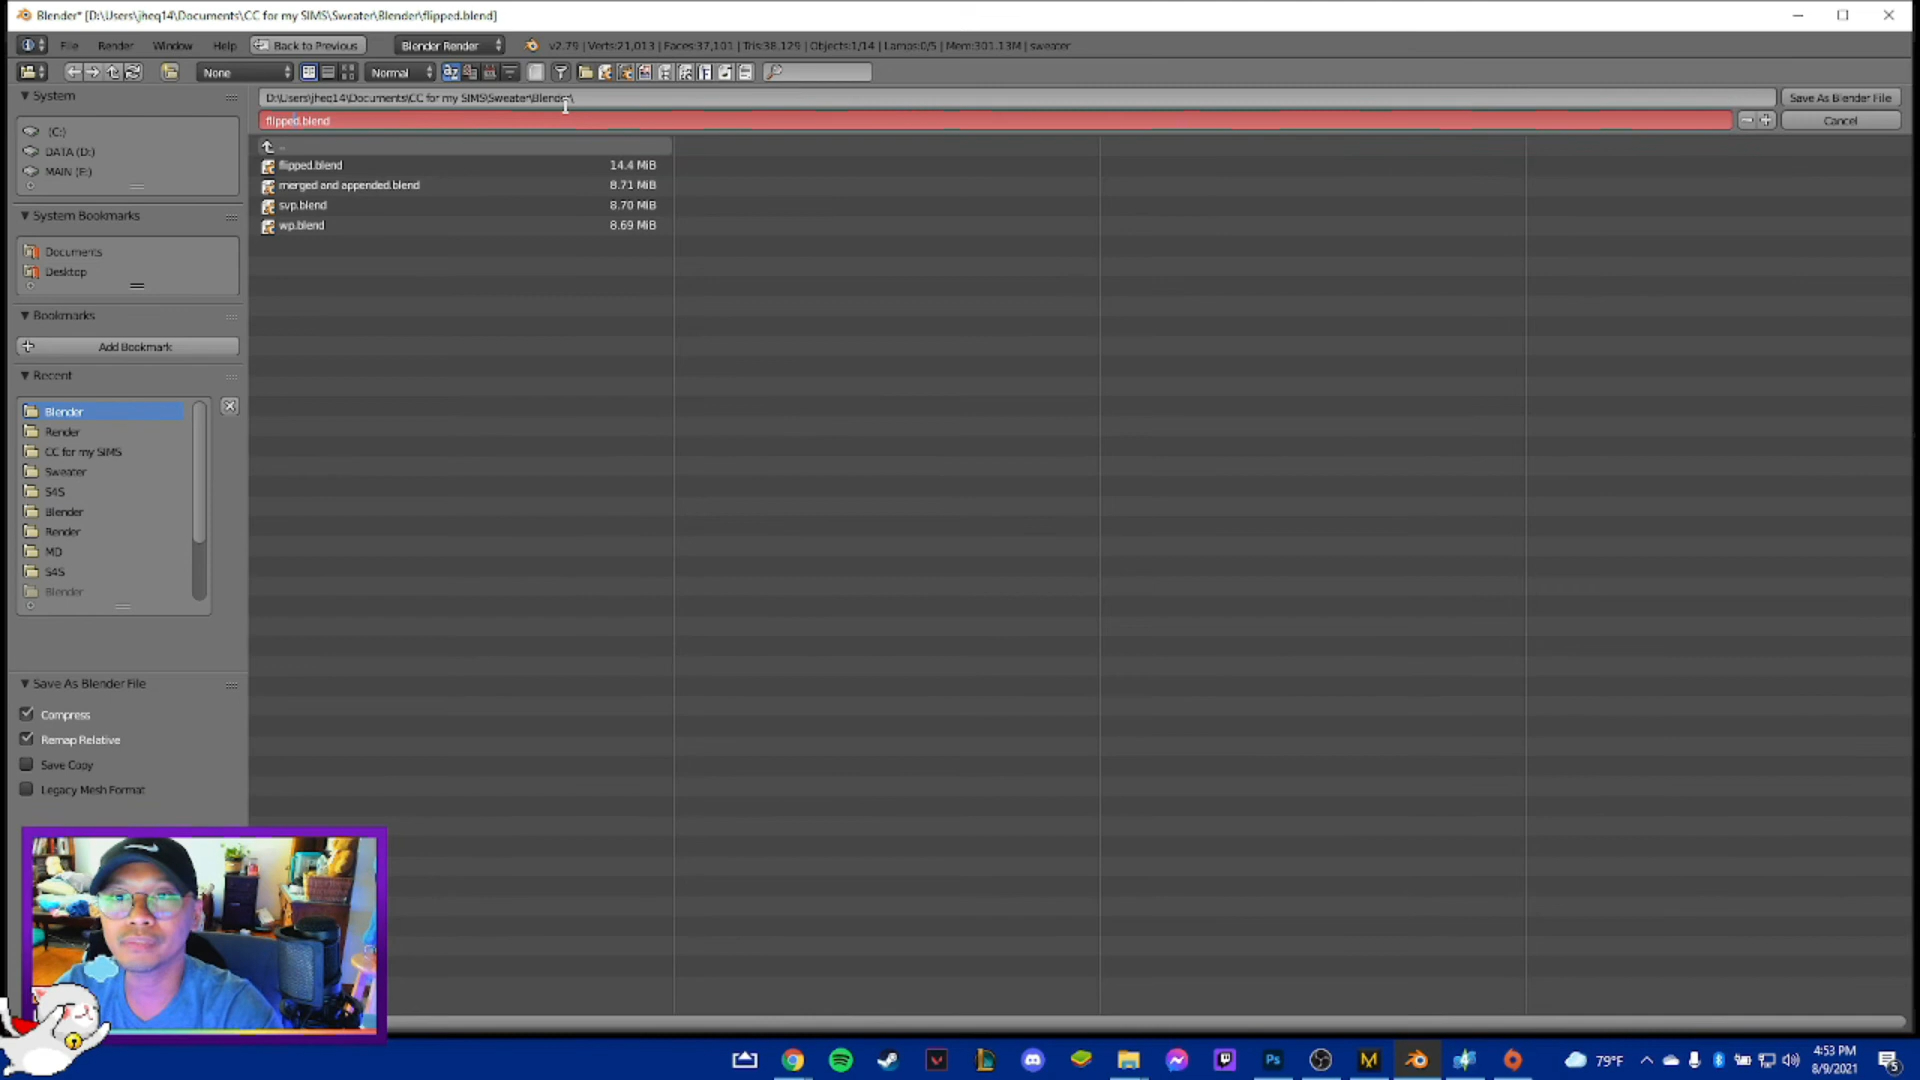 Blender* [D:\Users\jheq14\Documents\CC for my SIMS\Sweater\Blender\flipped.blend]
File Render Window Help Back to Previous Blender Render v2.79 | Verts:21,013 | Faces:37,101 | Tris:38,129 | Objects:1/14 | Lamps:0/5 | Mem:301.13M | sweater
None Normal
System
D:\Users\jheq14\Documents\CC for my SIMS\Sweater\Blender\ Save As Blender File
flipped.blend Cancel
(C:)
DATA (D:)
MAIN (E:)
..
flipped.blend 14.4 MiB
merged and appended.blend 8.71 MiB
svp.blend 8.70 MiB
wp.blend 8.69 MiB
System Bookmarks
Documents
Desktop
Bookmarks
Add Bookmark
Recent
Blender
Render
CC for my SIMS
Sweater
S4S
Blender
Render
MD
S4S
Blender
Save As Blender File
Compress
Remap Relative
Save Copy
Legacy Mesh Format
79°F
4:53 PM
8/9/2021
5